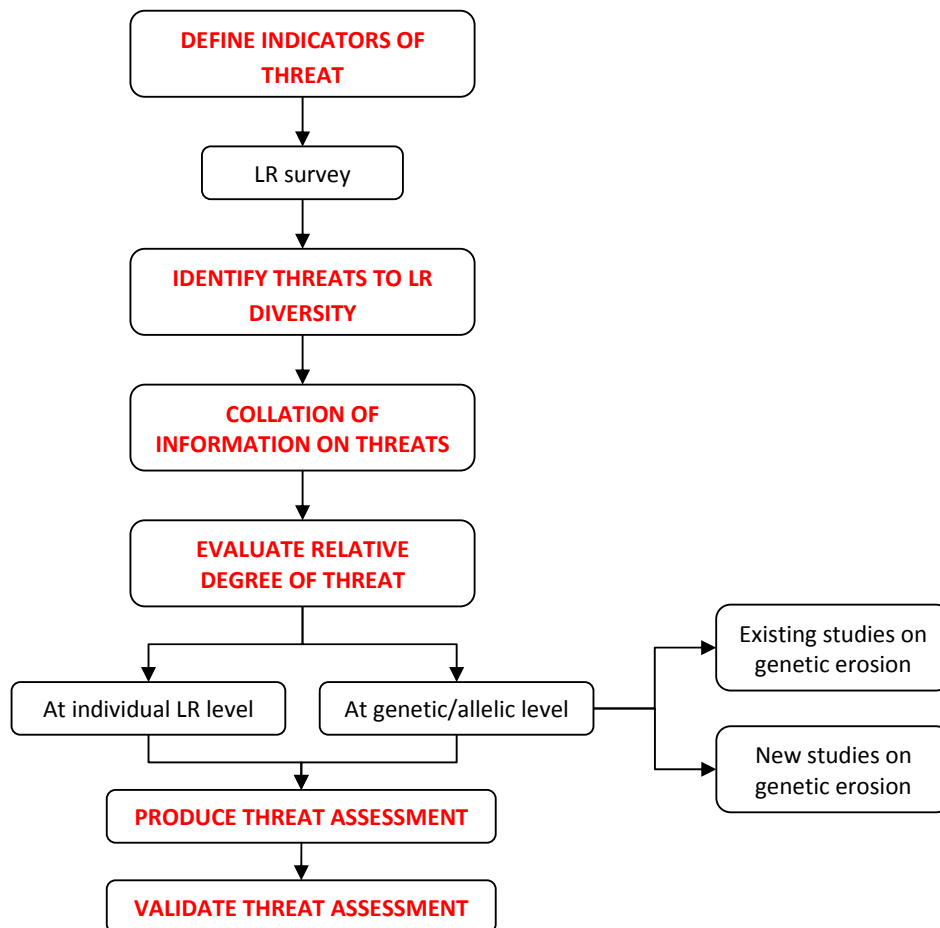 DEFINE INDICATORS OF
THREAT
LR survey
IDENTIFY THREATS TO LR
DIVERSITY
COLLATION OF
INFORMATION ON THREATS
EVALUATE RELATIVE
DEGREE OF THREAT
At individual LR level
At genetic/allelic level
Existing studies on
genetic erosion
New studies on
genetic erosion
PRODUCE THREAT ASSESSMENT
VALIDATE THREAT ASSESSMENT